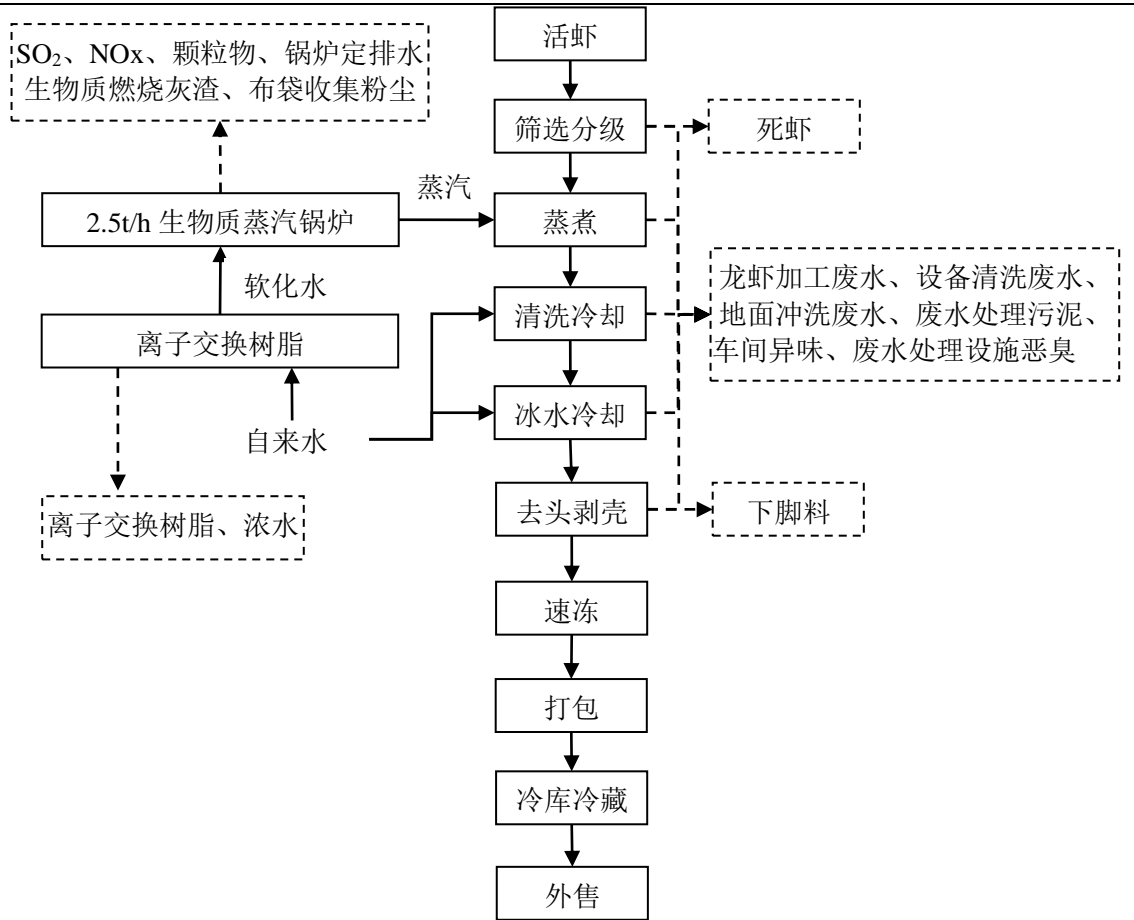 SO₂、NOx、颗粒物、锅炉定排水
生物质燃烧灰渣、布袋收集粉尘
活虾
筛选分级
死虾
蒸汽
2.5t/h 生物质蒸汽锅炉
蒸煮
软化水
龙虾加工废水、设备清洗废水、
地面冲洗废水、废水处理污泥、
车间异味、废水处理设施恶臭
清洗冷却
离子交换树脂
自来水
冰水冷却
离子交换树脂、浓水
去头剥壳
下脚料
速冻
打包
冷库冷藏
外售